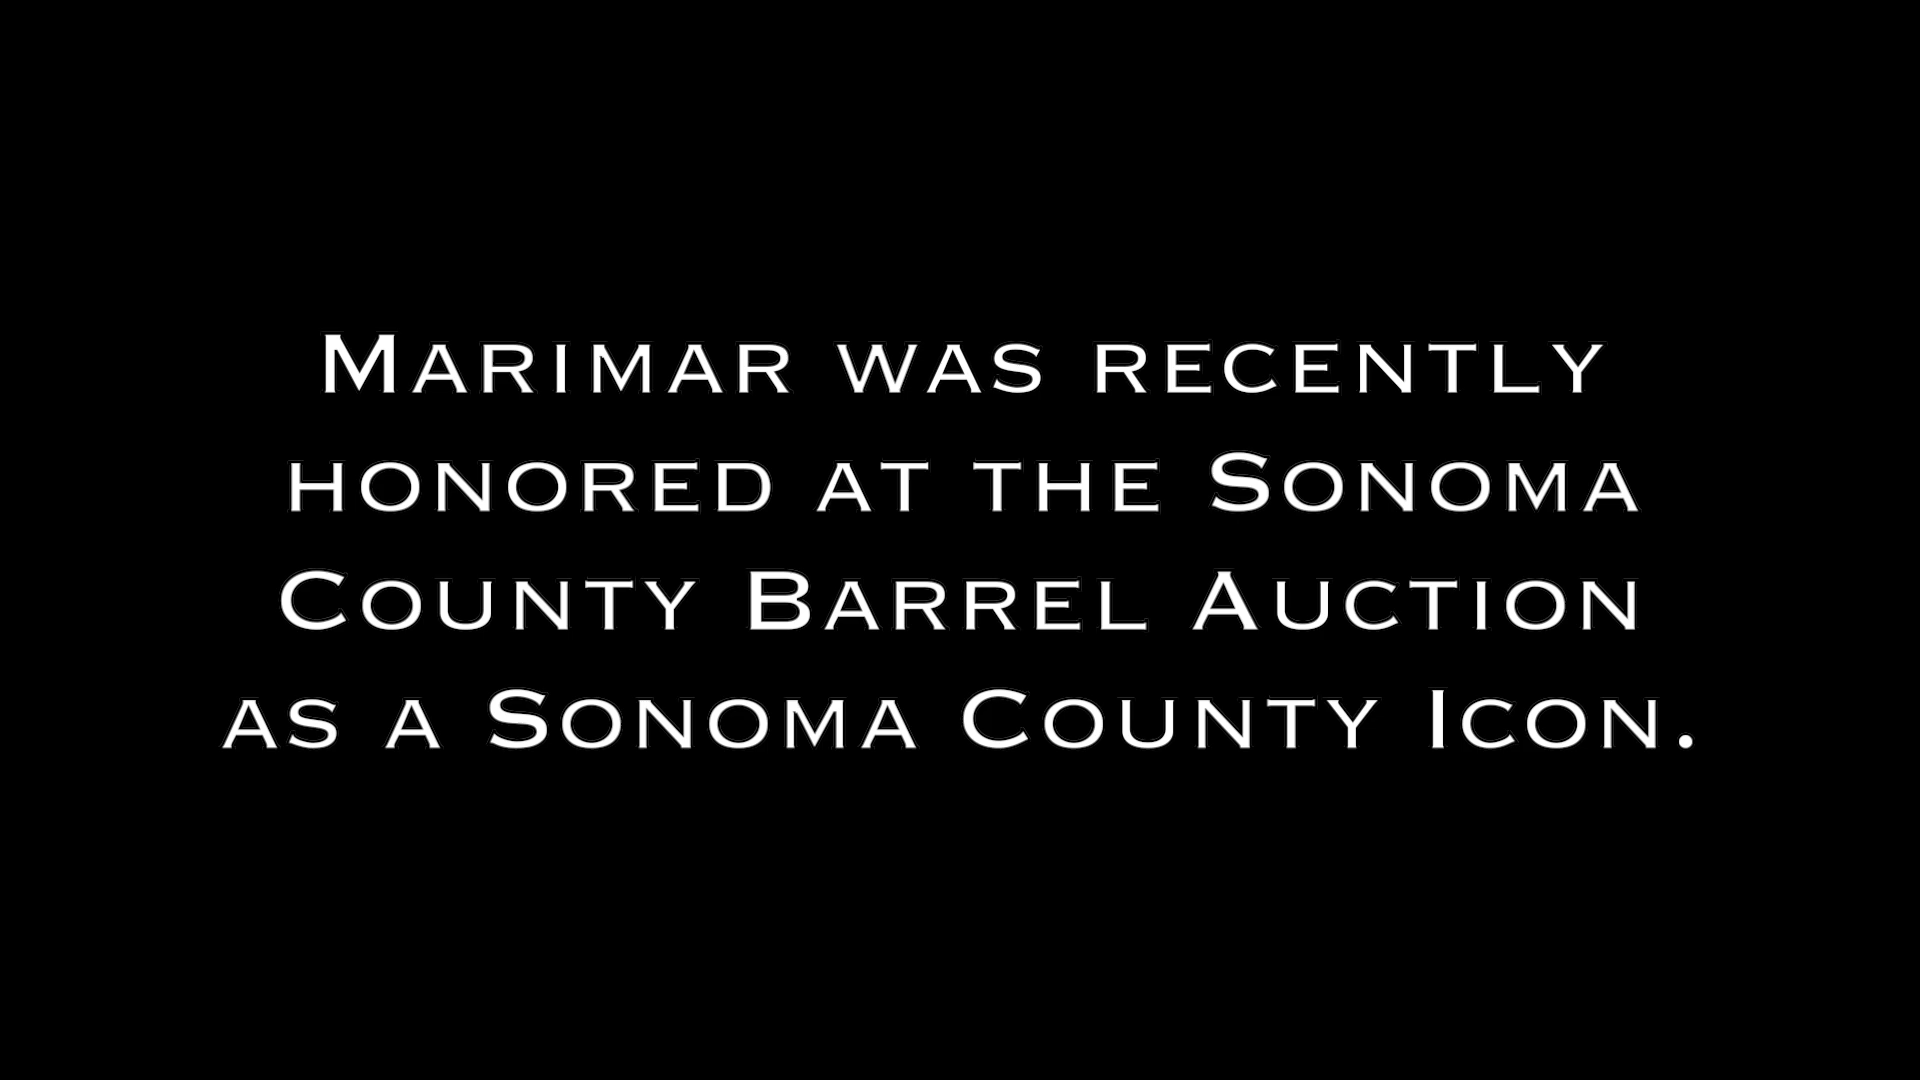 Marimar was recently
honored at the Sonoma
County Barrel Auction
as a Sonoma County Icon.